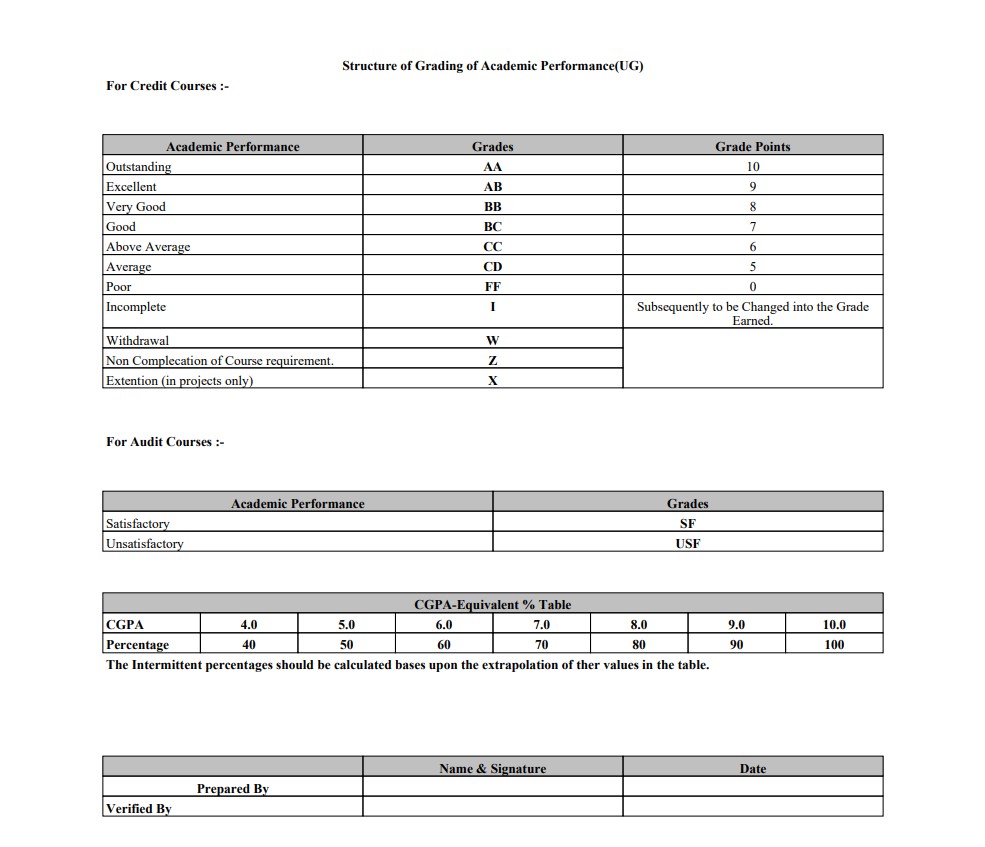 Structure of Grading of Academic Performance(UG)
For Credit Courses :-
Academic Performance Grades Grade Points
Outstanding AA 10
Excellent AB 9
Very Good BB 8
Good BC 7
Above Average CC 6
Average CD 5
Poor FF 0
Incomplete I Subsequently to be Changed into the Grade
Earned.
Withdrawal W
Non Complecation of Course requirement. Z
Extention (in projects only) X
For Audit Courses :-
Academic Performance Grades
Satisfactory SF
Unsatisfactory USF
CGPA-Equivalent % Table
CGPA 4.0 5.0 6.0 7.0 8.0 9.0 10.0
Percentage 40 50 60 70 80 90 100
The Intermittent percentages should be calculated bases upon the extrapolation of ther values in the table.
Name & Signature Date
Prepared By
Verified By